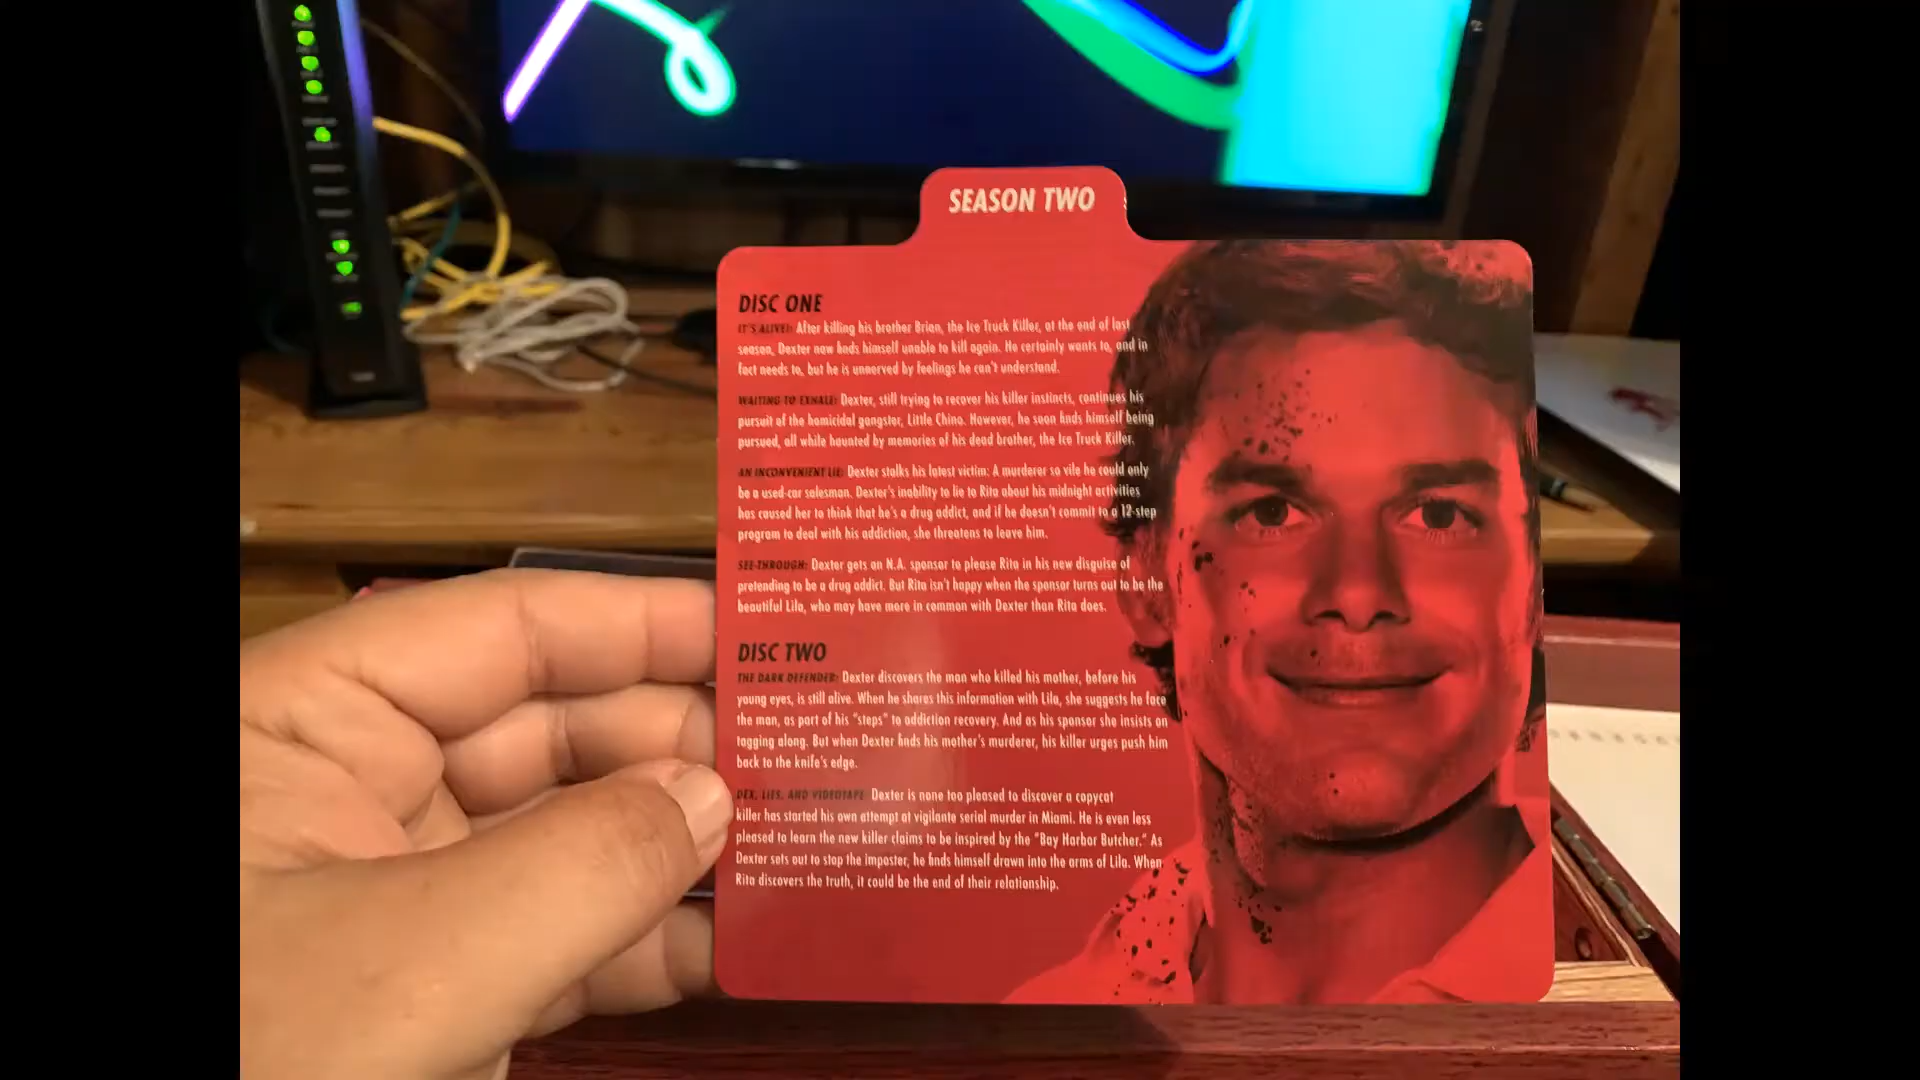 SEASON TWO
DISC ONE
IT'S ALIVE!: After killing his brother Brian, the Ice Truck Killer, at the end of last
season, Dexter now finds himself unable to kill again. He certainly wants to, and in
fact needs to, but he is unnerved by feelings he can't understand.
WAITING TO EXHALE: Dexter, still trying to recover his killer instincts, continues his
pursuit of the homicidal gangster, Little Chino. However, he soon finds himself being
pursued, all while haunted by memories of his dead brother, the Ice Truck Killer.
AN INCONVENIENT LIE: Dexter stalks his latest victim: A murderer so vile he could only
be a used-car salesman. Dexter's inability to lie to Rita about his midnight activities
has caused her to think that he's a drug addict, and if he doesn't commit to a 12-step
program to deal with his addiction, she threatens to leave him.
SEE-THROUGH: Dexter gets an N.A. sponsor to please Rita in his new disguise of
pretending to be a drug addict. But Rita isn't happy when the sponsor turns out to be the
beautiful Lila, who may have more in common with Dexter than Rita does.
DISC TWO
THE DARK DEFENDER: Dexter discovers the man who killed his mother, before his
young eyes, is still alive. When he shares this information with Lila, she suggests he face
the man, as part of his "steps" to addiction recovery. And as his sponsor she insists on
tagging along. But when Dexter finds his mother's murderer, his killer urges push him
back to the knife's edge.
DEX, LIES, AND VIDEOTAPE: Dexter is none too pleased to discover a copycat
killer has started his own attempt at vigilante serial murder in Miami. He is even less
pleased to learn the new killer claims to be inspired by the "Bay Harbor Butcher." As
Dexter sets out to stop the imposter, he finds himself drawn into the arms of Lila. When
Rita discovers the truth, it could be the end of their relationship.